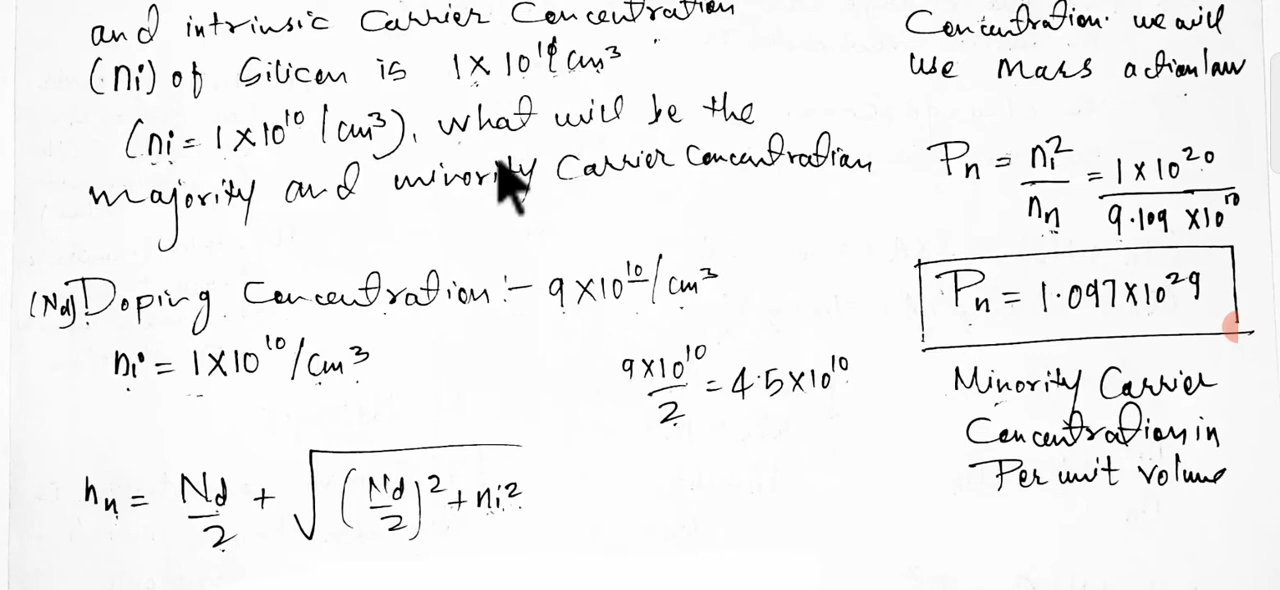 and intrinsic Carrier Concentration
(ni) of Silicon is 1 × 10¹⁰/cm³
(ni = 1 × 10¹⁰/cm³), what will be the
majority and minority Carrier Concentration
(Nd) Doping Concentration :- 9 × 10¹⁰/cm³
ni = 1 × 10¹⁰/cm³
9 × 10¹⁰ / 2 = 4.5 × 10¹⁰
nn = Nd/2 + √((Nd/2)² + ni²)
Concentration. we will
use mass action law
Pn = ni²/nn = 1 × 10²⁰ / 9.109 × 10¹⁰
Pn = 1.097 × 10²⁹
Minority Carrier
Concentration in
Per unit volume